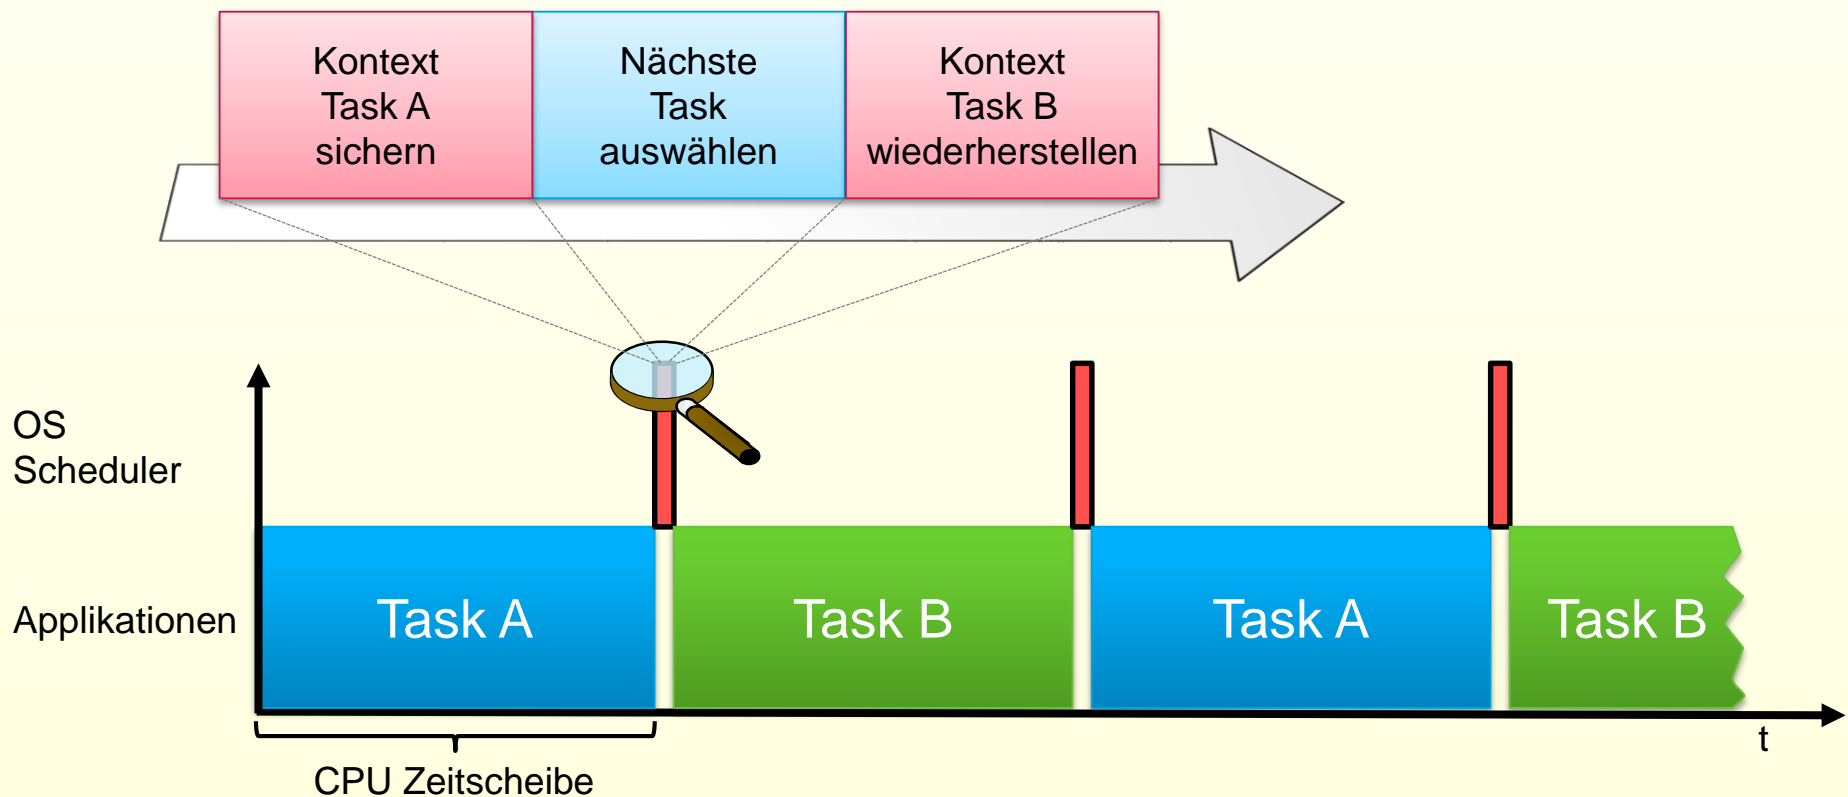 Kontext
Task A
sichern
Nächste
Task
auswählen
Kontext
Task B
wiederherstellen
OS
Scheduler
Applikationen
Task A
Task B
Task A
Task B
t
CPU Zeitscheibe